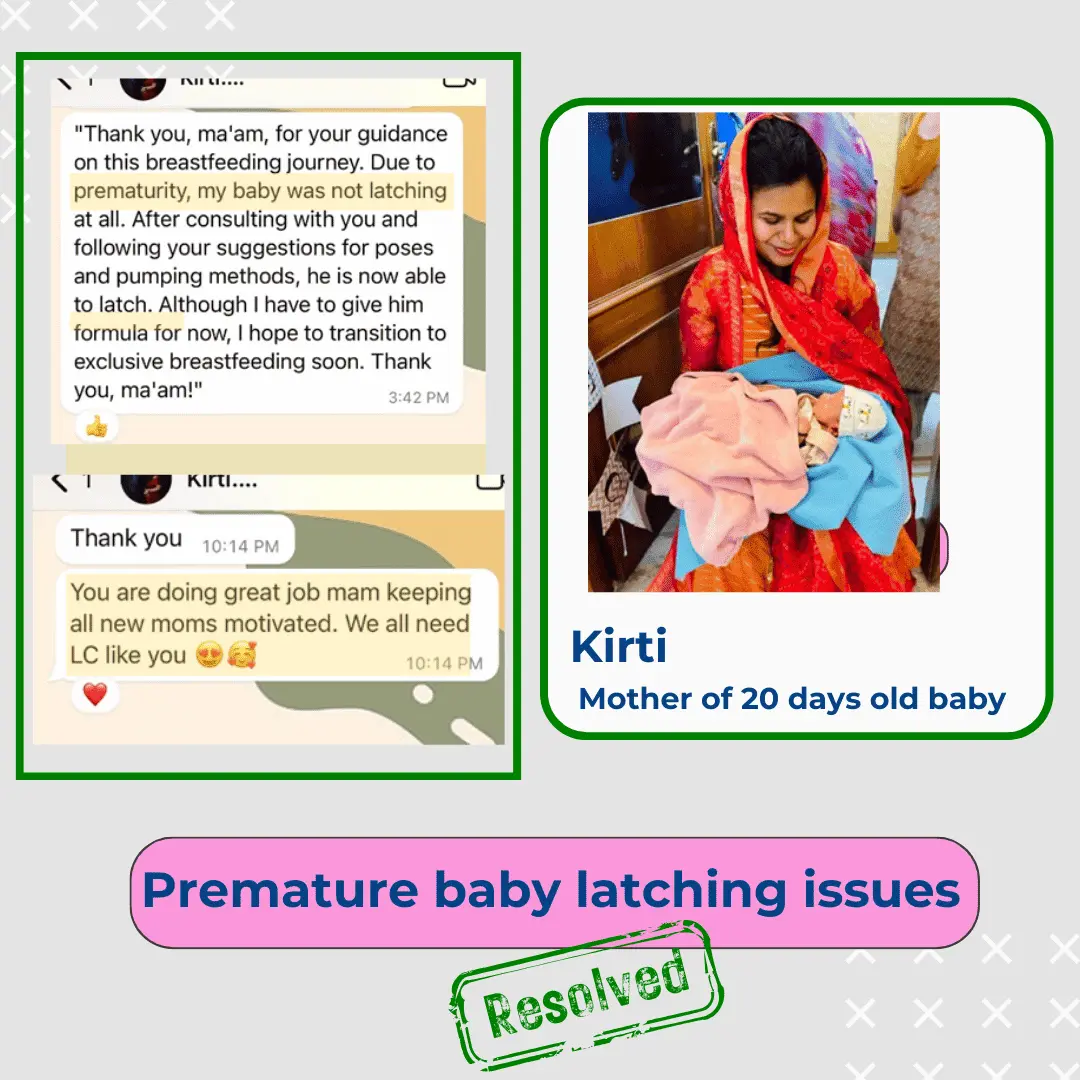 Kirti....
"Thank you, ma'am, for your guidance
on this breastfeeding journey. Due to
prematurity, my baby was not latching
at all. After consulting with you and
following your suggestions for poses
and pumping methods, he is now able
to latch. Although I have to give him
formula for now, I hope to transition to
exclusive breastfeeding soon. Thank
you, ma'am!"
3:42 PM
1 Kirti....
Thank you
10:14 PM
You are doing great job mam keeping
all new moms motivated. We all need
LC like you 😍🥰
10:14 PM
Kirti
Mother of 20 days old baby
Premature baby latching issues
Resolved